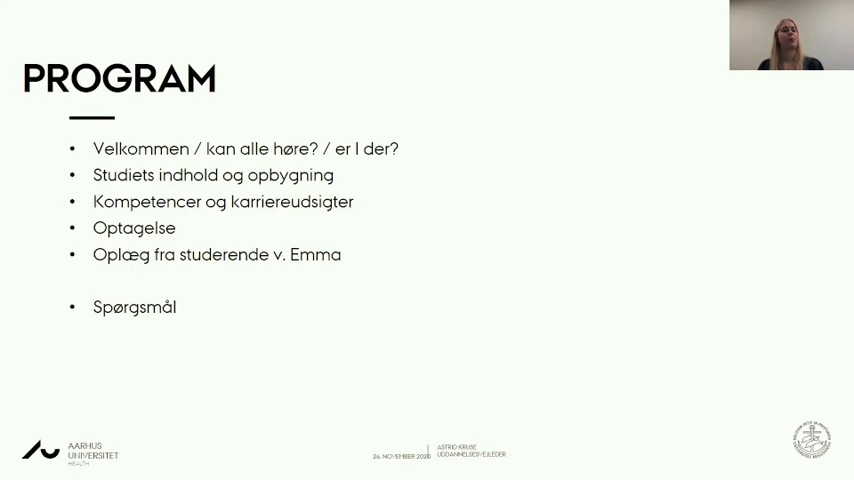 PROGRAM
• Velkommen / kan alle høre? / er I der?
• Studiets indhold og opbygning
• Kompetencer og karriereudsigter
• Optagelse
• Oplæg fra studerende v. Emma
• Spørgsmål
AARHUS
UNIVERSITET
HEALTH
26. NOVEMBER 2020
ASTRID KRUSE
UDDANNELSESVEJLEDER